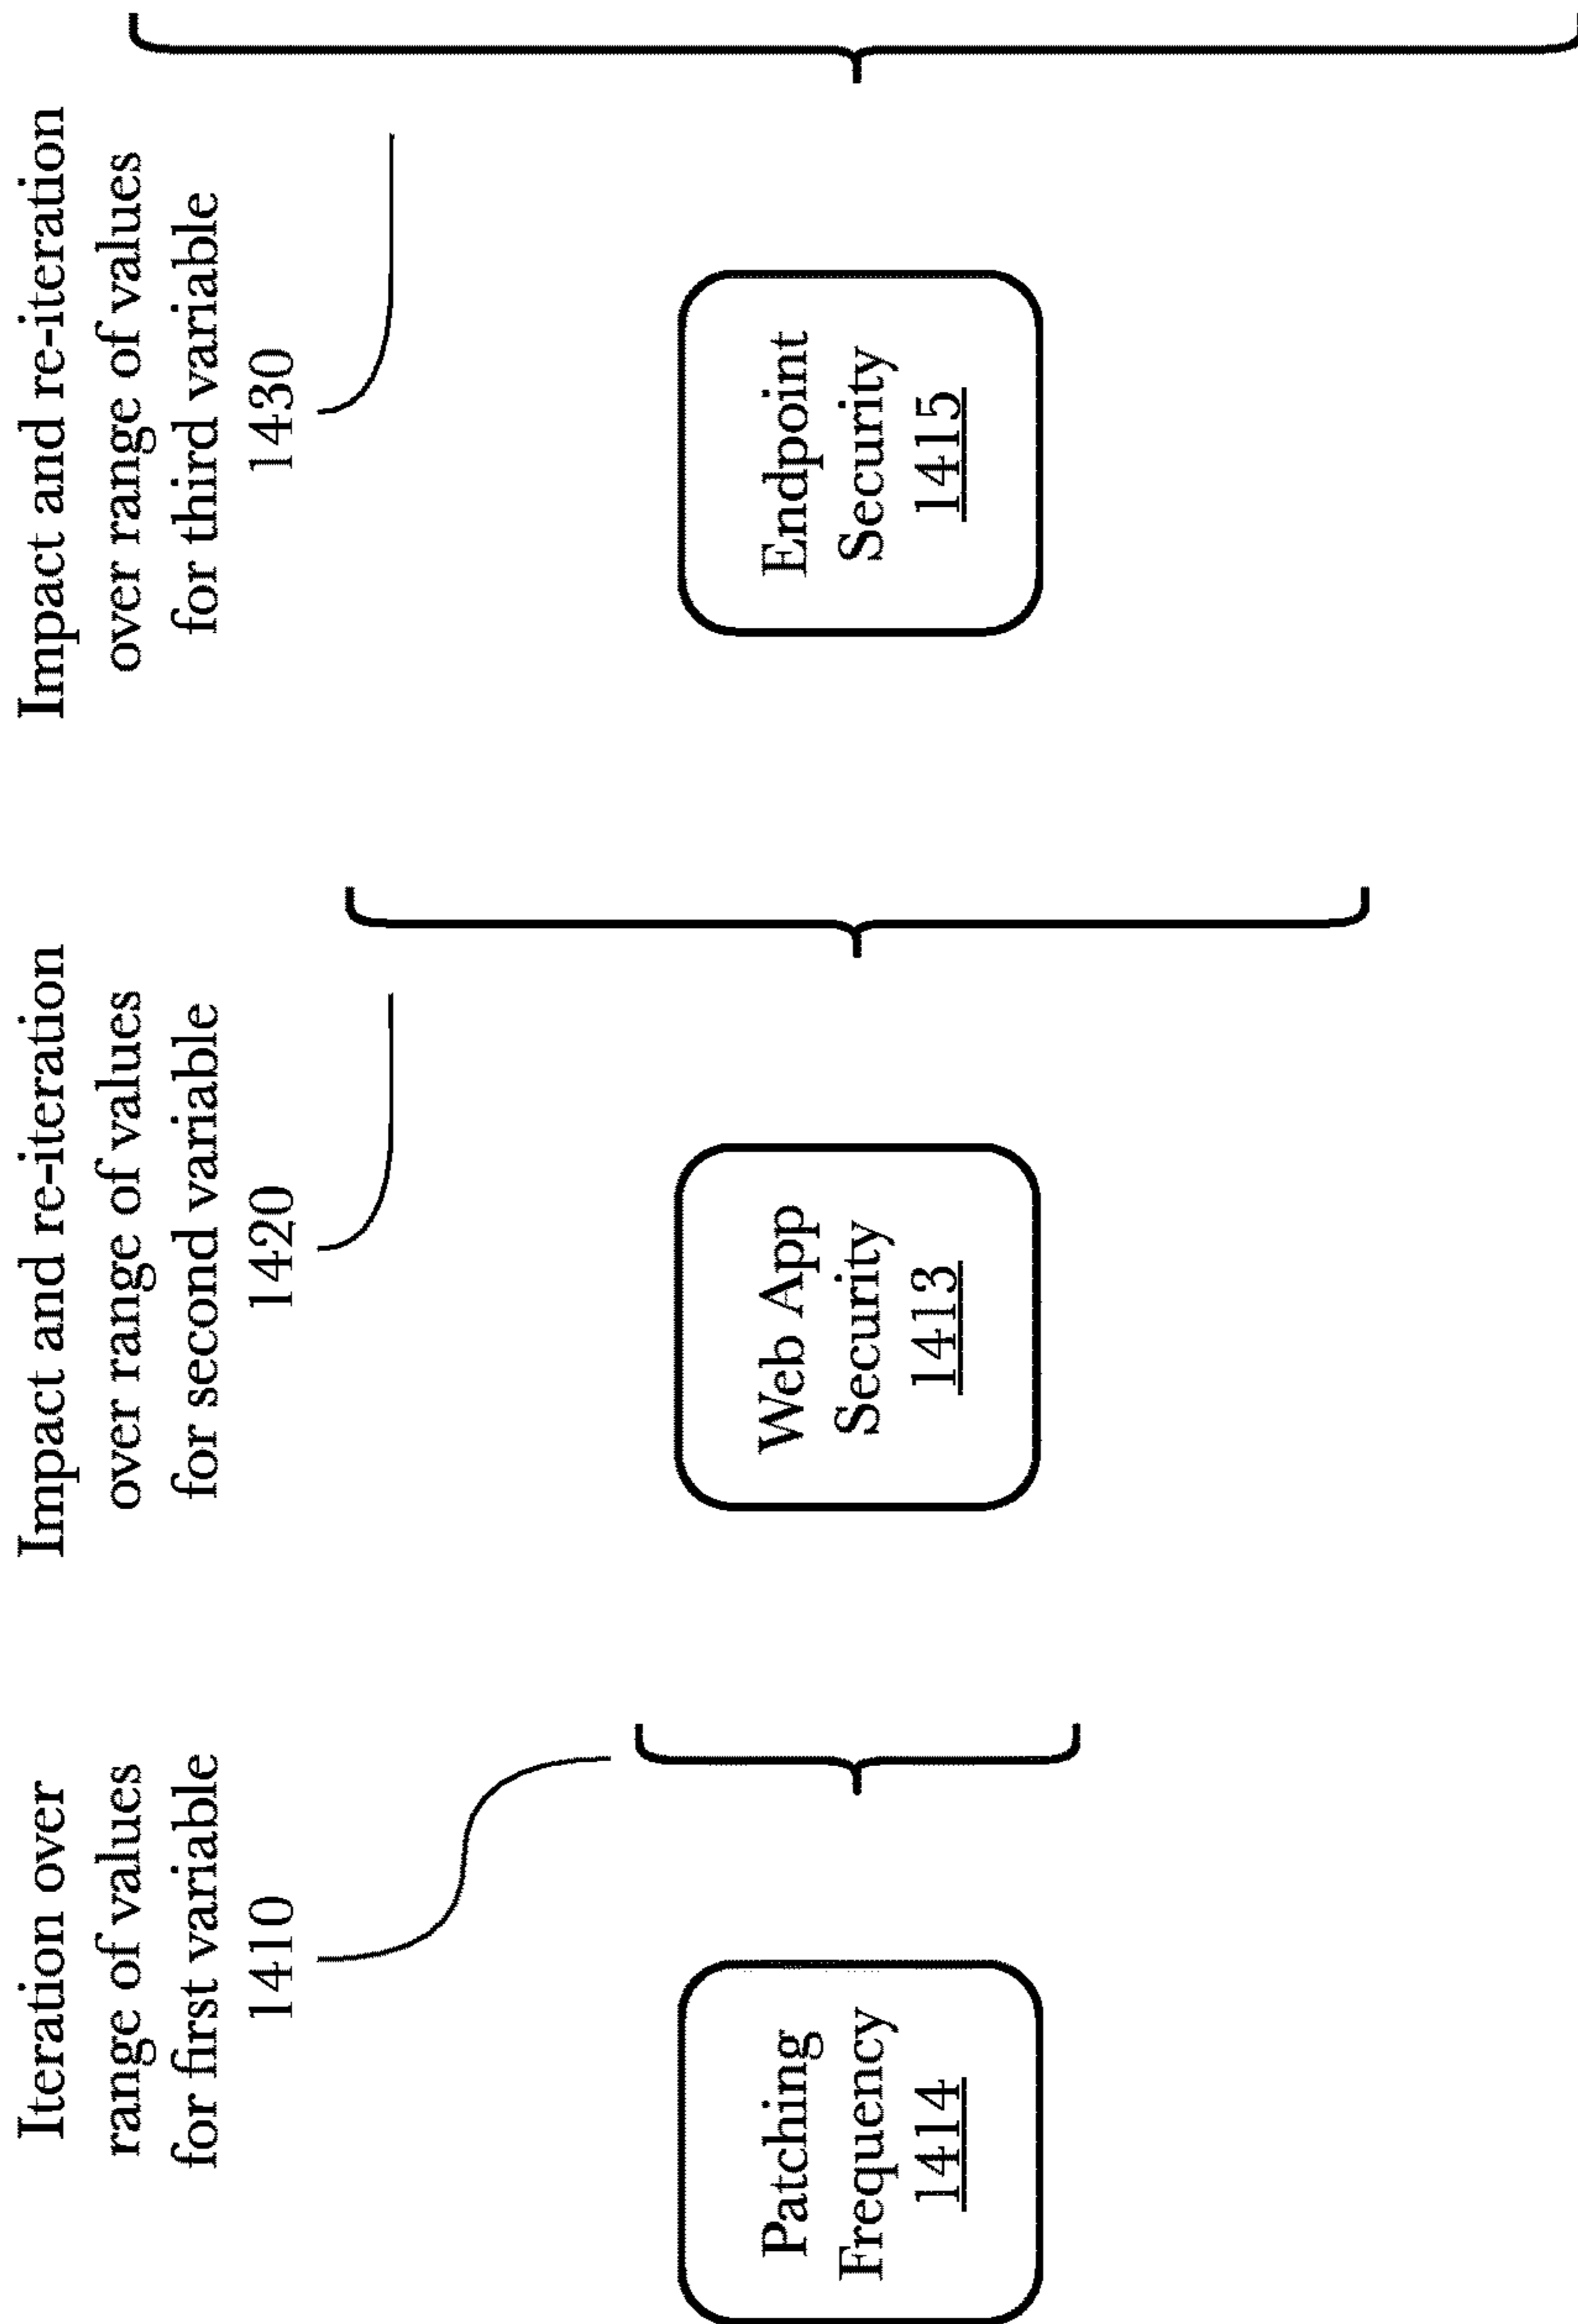 Iteration over
range of values
for first variable
1410
Impact and re-iteration
over range of values
for second variable
1420
Impact and re-iteration
over range of values
for third variable
1430
Patching
Frequency
1414
Web App
Security
1413
Endpoint
Security
1415